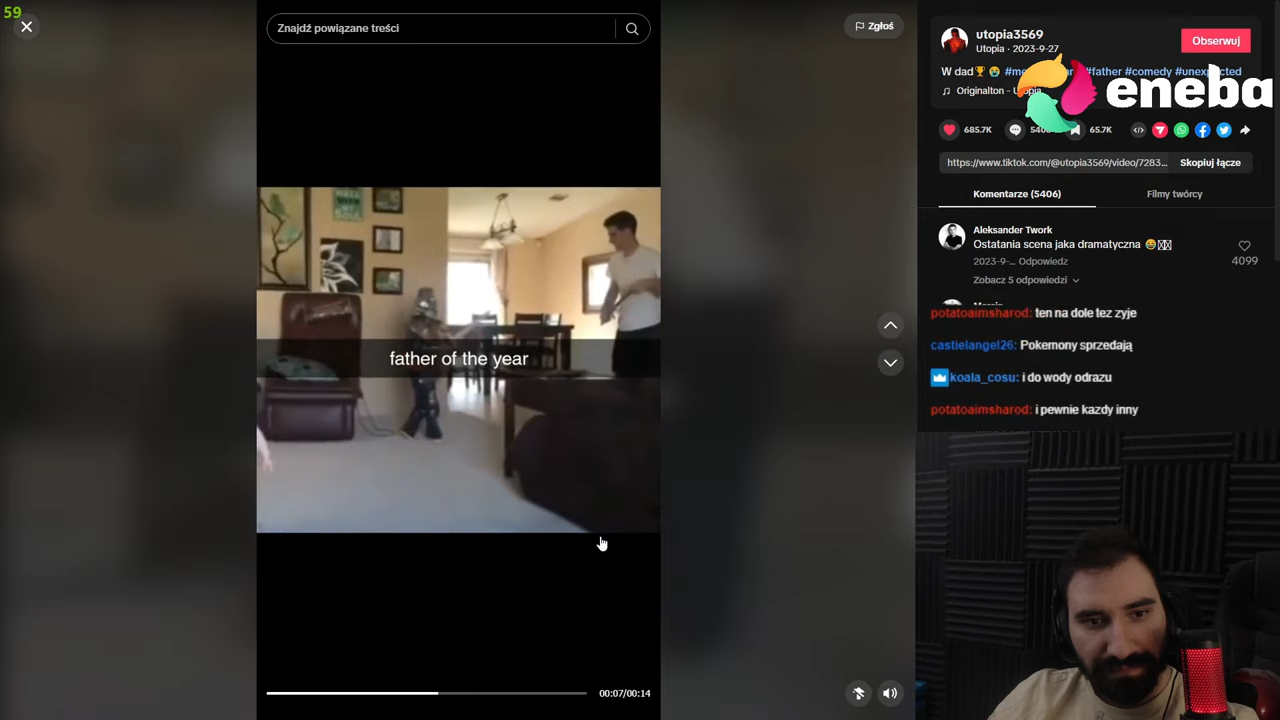 59
Znajdź powiązane treści
Zgłoś
father of the year
00:07/00:14
utopia3569
Utopia · 2023-9-27
Obserwuj
W dad🏆 😭 #father #comedy #unexpected
eneba
Originalton -
685.7K
65.7K
https://www.tiktok.com/@utopia3569/video/7283...
Skopiuj łącze
Komentarze (5406)
Filmy twórcy
Aleksander Twork
Ostatania scena jaka dramatyczna 😆
2023-9-... Odpowiedz
4099
Zobacz 5 odpowiedzi
potatoaimsharod: ten na dole tez zyje
castielangel26: Pokemony sprzedają
koala_cosu: i do wody odrazu
potatoaimsharod: i pewnie kazdy inny